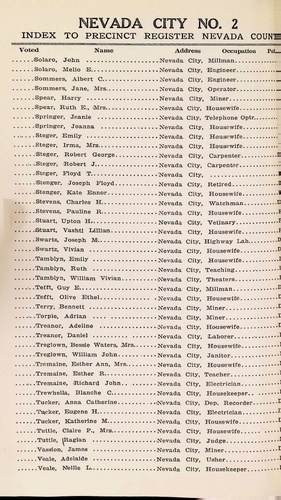 NEVADA CITY NO. 2
INDEX TO PRECINCT REGISTER NEVADA COUN
Voted Name Address Occupation Pol.
Solaro, John Nevada City, Millman
Solaro, Melio E. Nevada City, Engineer
Sommers, Albert C. Nevada City, Engineer
Sommers, Jane, Mrs. Nevada City, Operator
Spear, Harry Nevada City, Miner
Spear, Ruth E., Mrs. Nevada City, Housewife
Springer, Jeanie Nevada City, Telephone Optr.
Springer, Joanna Nevada City, Housewife
Steger, Emily Nevada City, Housewife
Steger, Irma, Mrs. Nevada City, Housewife
Steger, Robert George Nevada City, Carpenter
Steger, Robert J. Nevada City, Carpenter
Steger, Floyd T. Nevada City,
Stenger, Joseph Floyd Nevada City, Retired
Stenger, Kate Enner Nevada City, Housewife
Stevens, Charles H. Nevada City, Watchman
Stevens, Pauline R. Nevada City, Housewife
Stuart, Upton H. Nevada City, Vetinary
Stuart, Vashti Lillian Nevada City, Housewife
Swartz, Joseph M. Nevada City, Highway Lab.
Swartz, Vivian Nevada City, Housewife
Tamblyn, Emily Nevada City, Housewife
Tamblyn, Ruth Nevada City, Teaching
Tamblyn, William Vivian Nevada City, Theaters
Tefft, Guy E. Nevada City, Millman
Tefft, Olive Ethel Nevada City, Housewife
Terry, Bennett Nevada City, Miner
Torpie, Adrian Nevada City, Miner
Treanor, Adeline Nevada City, Housewife
Treanor, Daniel Nevada City, Laborer
Treglown, Bessie Waters, Mrs. Nevada City, Housewife
Treglown, William John Nevada City, Janitor
Tremaine, Esther Ann, Mrs. Nevada City, Housewife
Tremaine, Esther R. Nevada City, Teacher
Tremaine, Richard John Nevada City, Electrician
Trewhella, Blanche C. Nevada City, Housekeeper
Tucker, Anna Catherine Nevada City, Dep. Recorder
Tucker, Eugene H. Nevada City, Electrician
Tucker, Katherine M. Nevada City, Housewife
Tuttle, Claire P., Mrs. Nevada City, Housewife
Tuttle, Raglan Nevada City, Judge
Vassion, James Nevada City, Miner
Veale, Adelaide Nevada City, Usher
Veale, Nellie L. Nevada City, Housekeeper